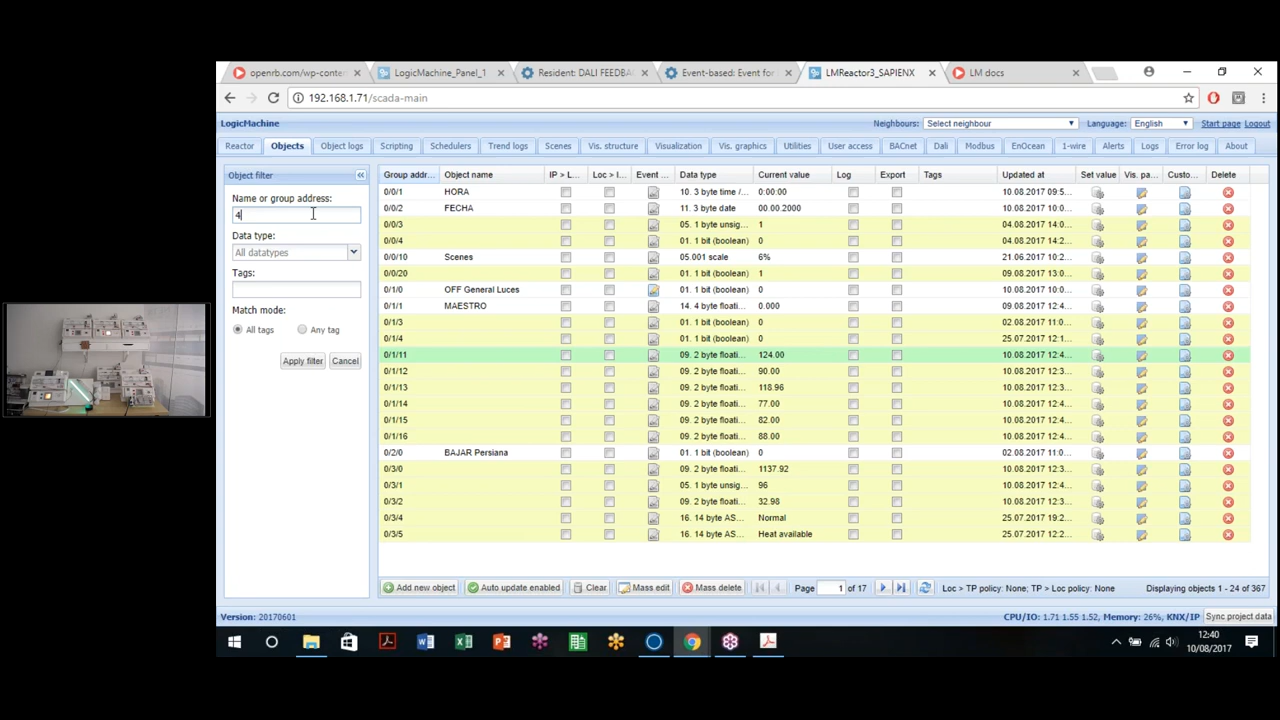 openrb.com/wp-conten LogicMachine_Panel_1 Resident: DALI FEEDBA Event-based: Event for LMReactor3_SAPIENX LM docs
192.168.1.71/scada-main
LogicMachine Neighbours: Select neighbour Language: English Start page Logout
Reactor Objects Object logs Scripting Schedulers Trend logs Scenes Vis. structure Visualization Vis. graphics Utilities User access BACnet Dali Modbus EnOcean 1-wire Alerts Logs Error log About
Object filter
Name or group address:
4
Data type:
All datatypes
Tags:
Match mode:
All tags Any tag
Apply filter Cancel
Group addr... Object name IP > L... Loc > I... Event ... Data type Current value Log Export Tags Updated at Set value Vis. pa... Custo... Delete
0/0/1 HORA 10. 3 byte time /... 0:00:00 10.08.2017 09:5...
0/0/2 FECHA 11. 3 byte date 00.00.2000 10.08.2017 10:0...
0/0/3 05. 1 byte unsig... 1 04.08.2017 14:0...
0/0/4 01. 1 bit (boolean) 0 04.08.2017 14:2...
0/0/10 Scenes 05.001 scale 6% 21.06.2017 10:2...
0/0/20 01. 1 bit (boolean) 1 09.08.2017 13:0...
0/1/0 OFF General Luces 01. 1 bit (boolean) 0 10.08.2017 10:0...
0/1/1 MAESTRO 14. 4 byte floati... 0.000 09.08.2017 12:4...
0/1/3 01. 1 bit (boolean) 0 02.08.2017 11:0...
0/1/4 01. 1 bit (boolean) 0 25.07.2017 12:1...
0/1/11 09. 2 byte floati... 124.00 10.08.2017 12:4...
0/1/12 09. 2 byte floati... 90.00 10.08.2017 12:3...
0/1/13 09. 2 byte floati... 118.96 10.08.2017 12:3...
0/1/14 09. 2 byte floati... 77.00 10.08.2017 12:3...
0/1/15 09. 2 byte floati... 82.00 10.08.2017 12:4...
0/1/16 09. 2 byte floati... 88.00 10.08.2017 12:4...
0/2/0 BAJAR Persiana 01. 1 bit (boolean) 0 02.08.2017 11:0...
0/3/0 09. 2 byte floati... 1137.92 10.08.2017 12:3...
0/3/1 05. 1 byte unsig... 96 10.08.2017 12:4...
0/3/2 09. 2 byte floati... 32.98 10.08.2017 12:3...
0/3/4 16. 14 byte AS... Normal 25.07.2017 19:2...
0/3/5 16. 14 byte AS... Heat available 25.07.2017 12:2...
Add new object Auto update enabled Clear Mass edit Mass delete Page 1 of 17 Loc > TP policy: None; TP > Loc policy: None Displaying objects 1 - 24 of 367
Version: 20170601 CPU/IO: 1.71 1.55 1.52, Memory: 26%, KNX/IP Sync project data
12:40
10/08/2017